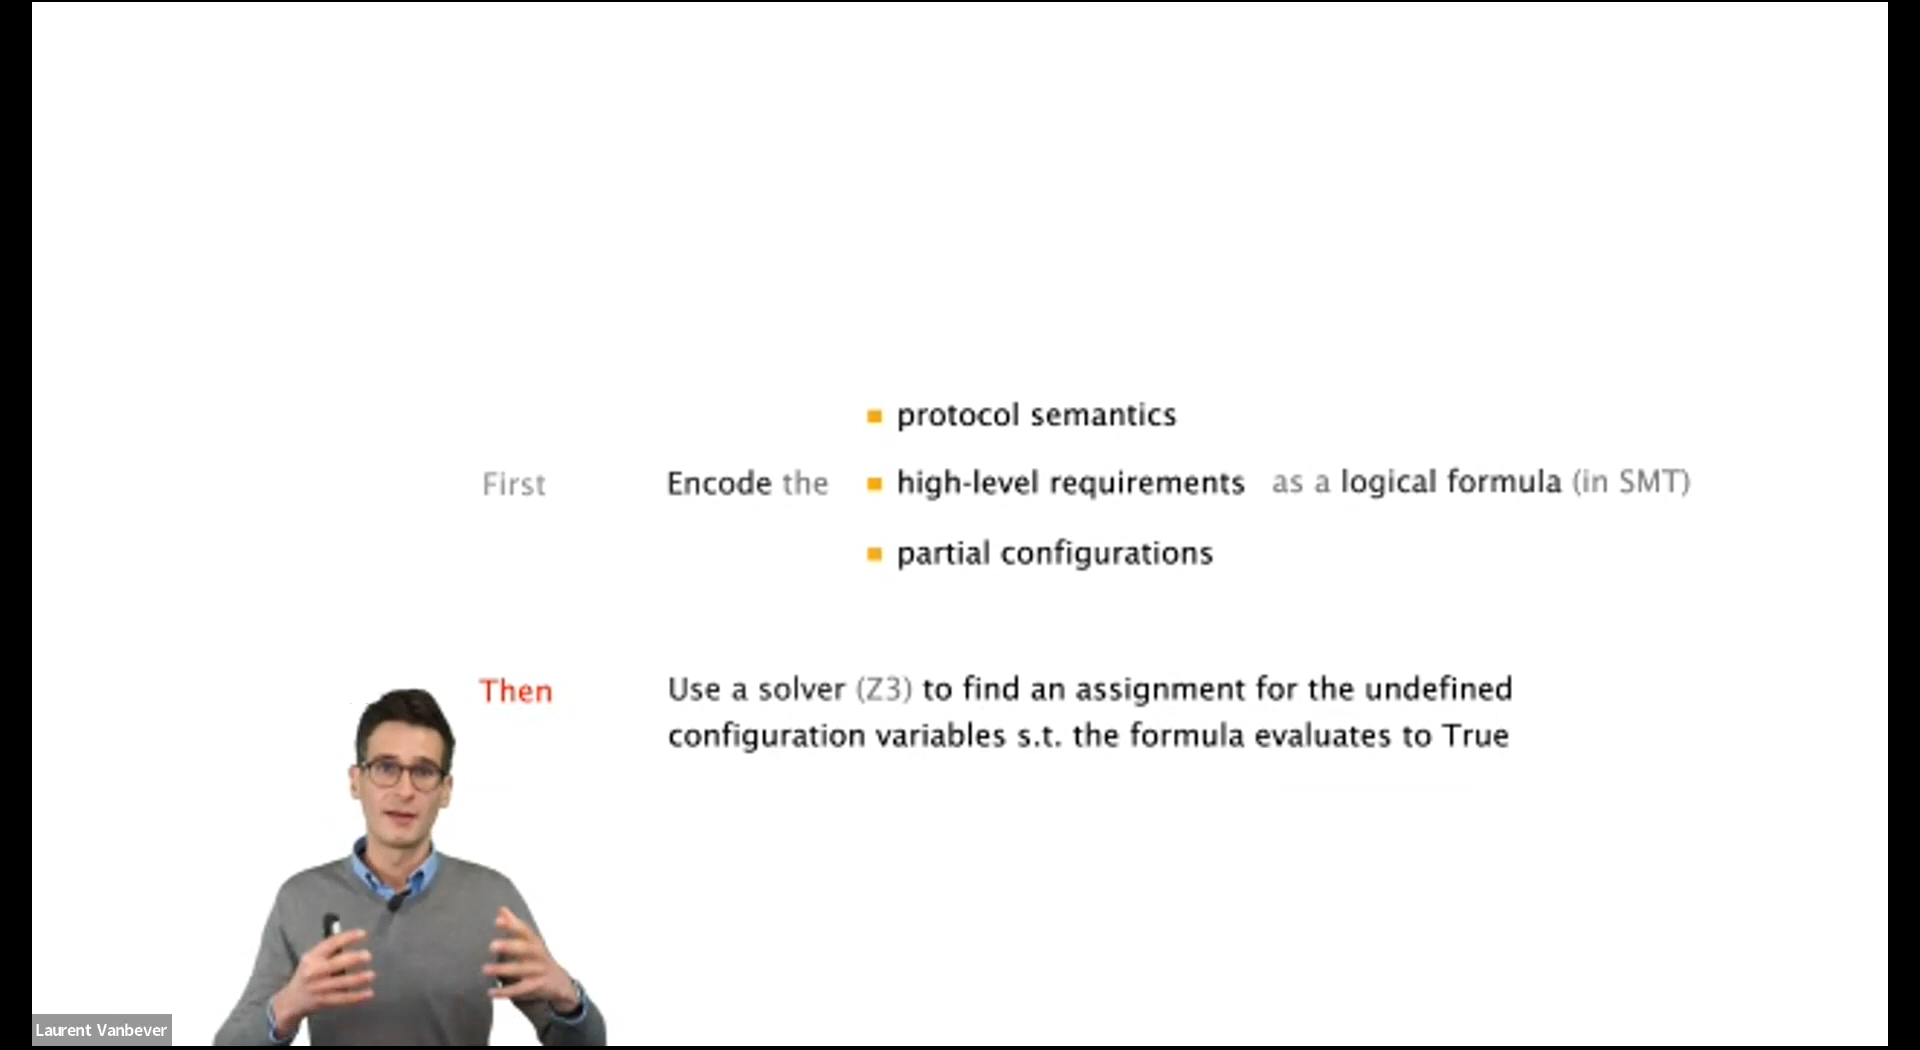 protocol semantics
First Encode the high-level requirements as a logical formula (in SMT)
partial configurations
Then Use a solver (Z3) to find an assignment for the undefined
configuration variables s.t. the formula evaluates to True
Laurent Vanbever